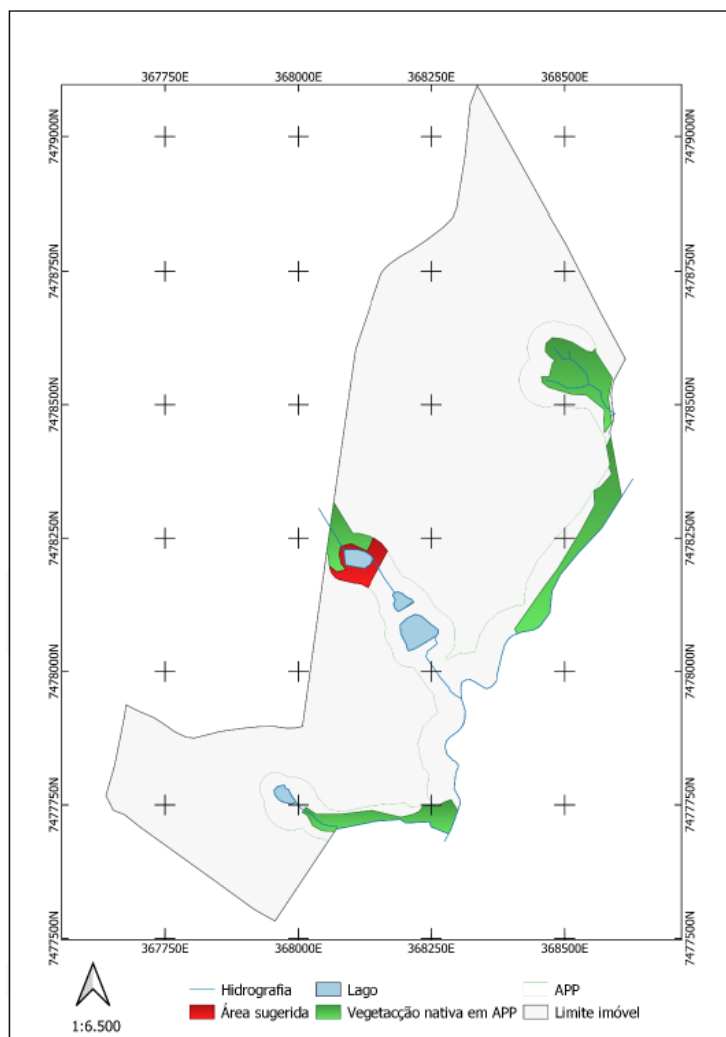 367750E 368000E 368250E 368500E
7479000N 7479000N
7478750N 7478750N
7478500N 7478500N
7478250N 7478250N
7478000N 7478000N
7477750N 7477750N
7477500N 7477500N
367750E 368000E 368250E 368500E
Hidrografia Lago APP
Área sugerida Vegetacção nativa em APP Limite imóvel
1:6.500